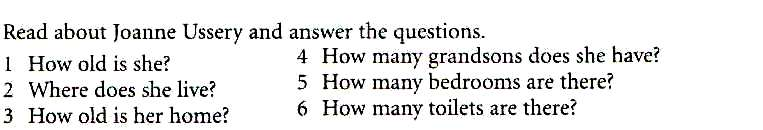 Read about Joanne Ussery and answer the questions.
1 How old is she?
2 Where does she live?
3 How old is her home?
4 How many grandsons does she have?
5 How many bedrooms are there?
6 How many toilets are there?